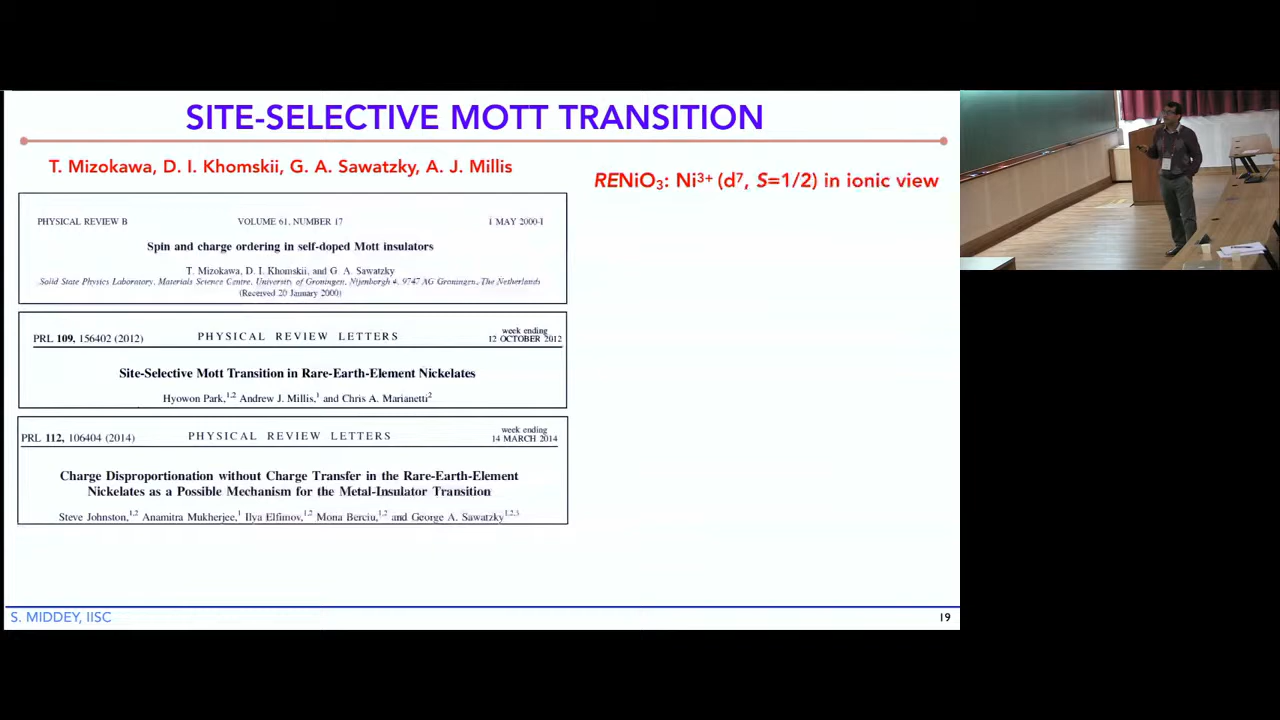 SITE-SELECTIVE MOTT TRANSITION
T. Mizokawa, D. I. Khomskii, G. A. Sawatzky, A. J. Millis
PHYSICAL REVIEW B VOLUME 61, NUMBER 17 1 MAY 2000-I
Spin and charge ordering in self-doped Mott insulators
T. Mizokawa, D. I. Khomskii, and G. A. Sawatzky
Solid State Physics Laboratory, Materials Science Centre, University of Groningen, Nijenborgh 4, 9747 AG Groningen, The Netherlands
(Received 20 January 2000)
PRL 109, 156402 (2012) PHYSICAL REVIEW LETTERS week ending
12 OCTOBER 2012
Site-Selective Mott Transition in Rare-Earth-Element Nickelates
Hyowon Park,1,2 Andrew J. Millis,1 and Chris A. Marianetti2
PRL 112, 106404 (2014) PHYSICAL REVIEW LETTERS week ending
14 MARCH 2014
Charge Disproportionation without Charge Transfer in the Rare-Earth-Element
Nickelates as a Possible Mechanism for the Metal-Insulator Transition
Steve Johnston,1,2 Anamitra Mukherjee,1 Ilya Elfimov,1,2 Mona Berciu,1,2 and George A. Sawatzky1,2,3
RENiO3: Ni3+ (d7, S=1/2) in ionic view
S. MIDDEY, IISC
19